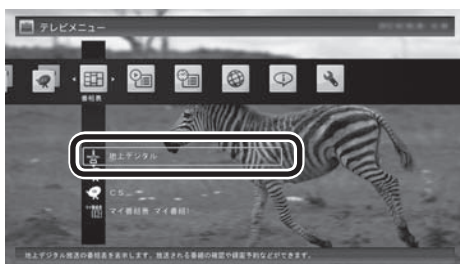 テレビメニュー
番組表
地上デジタル
CS
マイ番組表 マイ番組1
地上デジタル放送の番組表を表示します。放送される番組の確認や録画予約などができます。